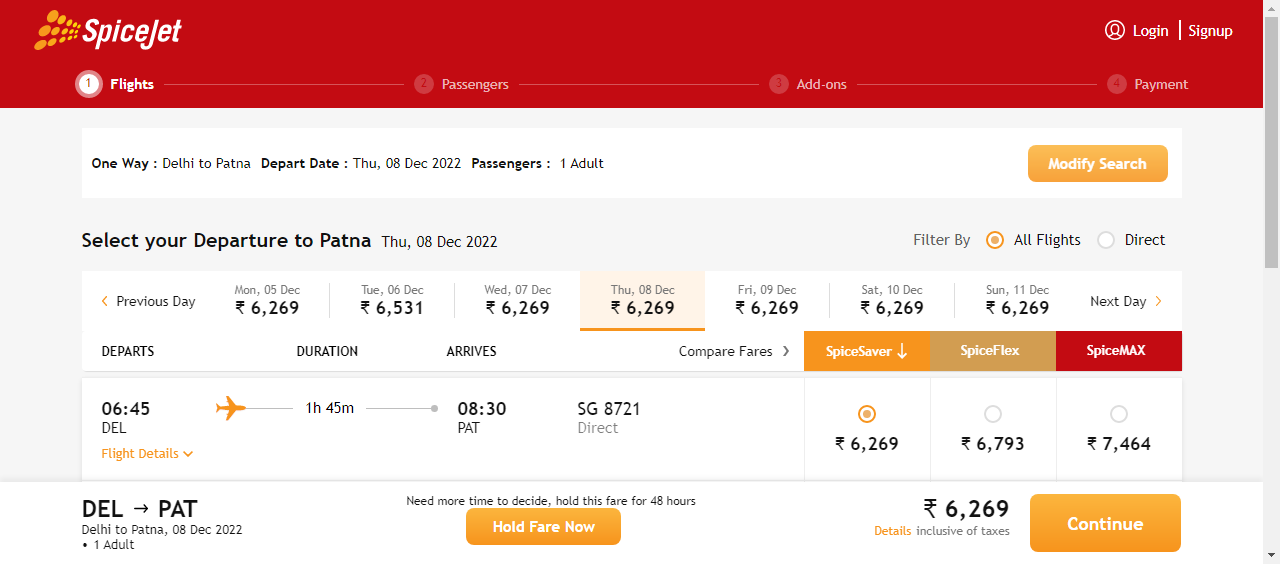 SpiceJet
Login | Signup
1 Flights 2 Passengers 3 Add-ons 4 Payment
One Way : Delhi to Patna Depart Date : Thu, 08 Dec 2022 Passengers : 1 Adult
Modify Search
Select your Departure to Patna Thu, 08 Dec 2022
Filter By All Flights Direct
Previous Day
Mon, 05 Dec
₹ 6,269
Tue, 06 Dec
₹ 6,531
Wed, 07 Dec
₹ 6,269
Thu, 08 Dec
₹ 6,269
Fri, 09 Dec
₹ 6,269
Sat, 10 Dec
₹ 6,269
Sun, 11 Dec
₹ 6,269
Next Day
DEPARTS DURATION ARRIVES Compare Fares SpiceSaver ↓ SpiceFlex SpiceMAX
06:45 1h 45m 08:30 SG 8721
DEL PAT Direct
Flight Details
₹ 6,269 ₹ 6,793 ₹ 7,464
DEL → PAT
Delhi to Patna, 08 Dec 2022
• 1 Adult
Need more time to decide, hold this fare for 48 hours
Hold Fare Now
₹ 6,269
Details inclusive of taxes
Continue